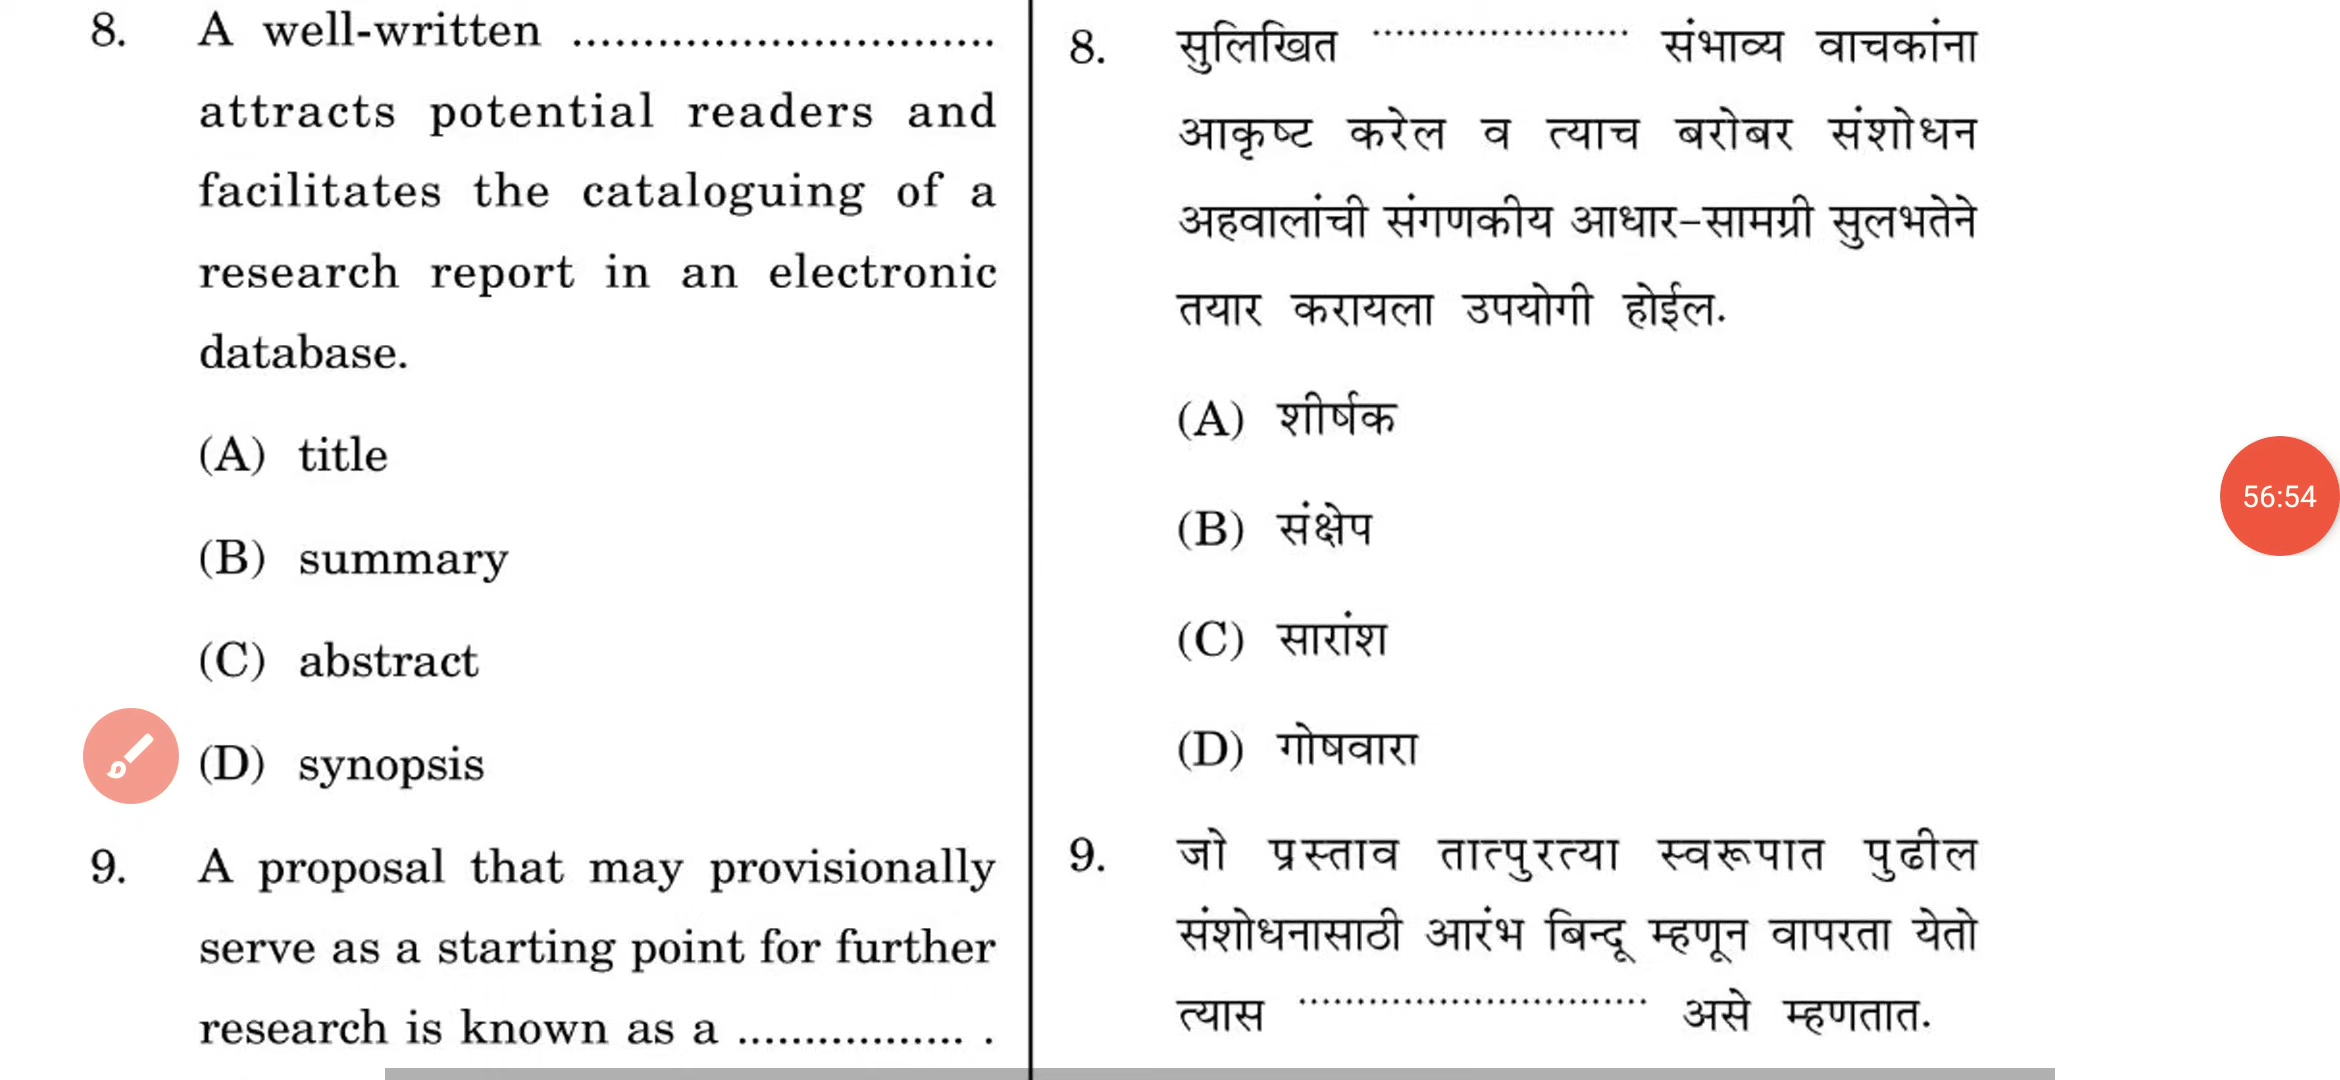 8. A well-written ..............................
attracts potential readers and
facilitates the cataloguing of a
research report in an electronic
database.
(A) title
(B) summary
(C) abstract
(D) synopsis
9. A proposal that may provisionally
serve as a starting point for further
research is known as a ................. .
8. सुलिखित ...................... संभाव्य वाचकांना
आकृष्ट करेल व त्याच बरोबर संशोधन
अहवालांची संगणकीय आधार-सामग्री सुलभतेने
तयार करायला उपयोगी होईल.
(A) शीर्षक
(B) संक्षेप
(C) सारांश
(D) गोषवारा
9. जो प्रस्ताव तात्पुरत्या स्वरूपात पुढील
संशोधनासाठी आरंभ बिन्दू म्हणून वापरता येतो
त्यास .............................. असे म्हणतात.
56:54